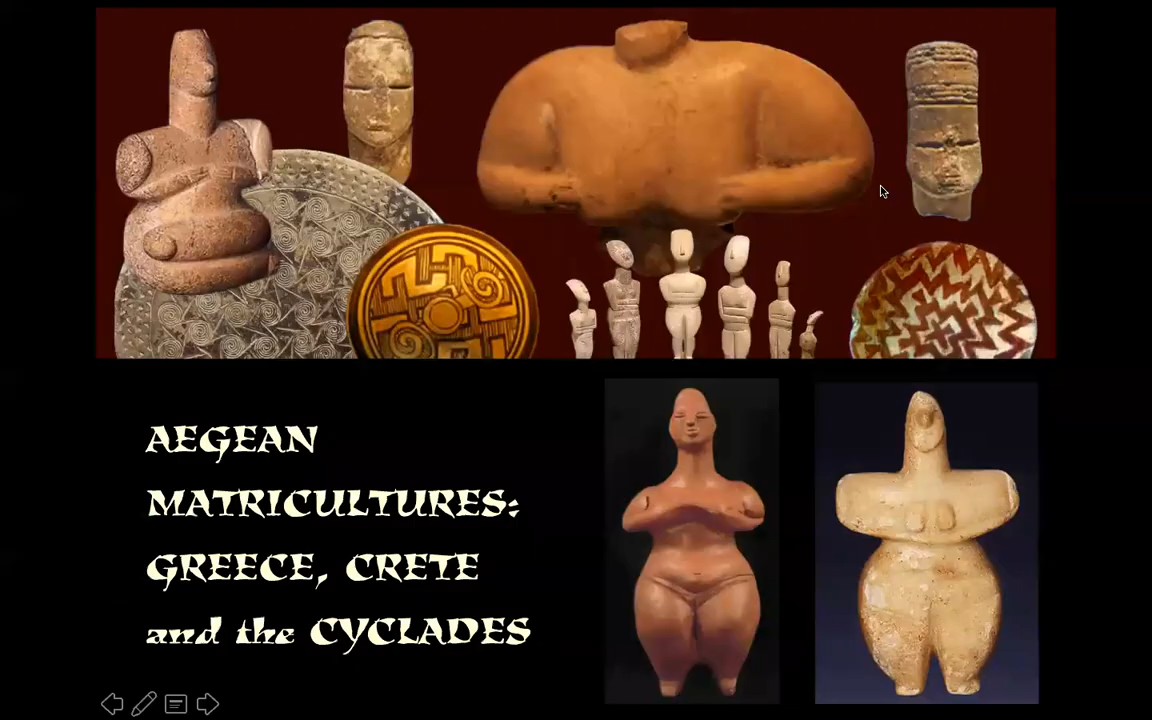 AEGEAN
MATRICULTURES:
GREECE, CRETE
and the CYCLADES